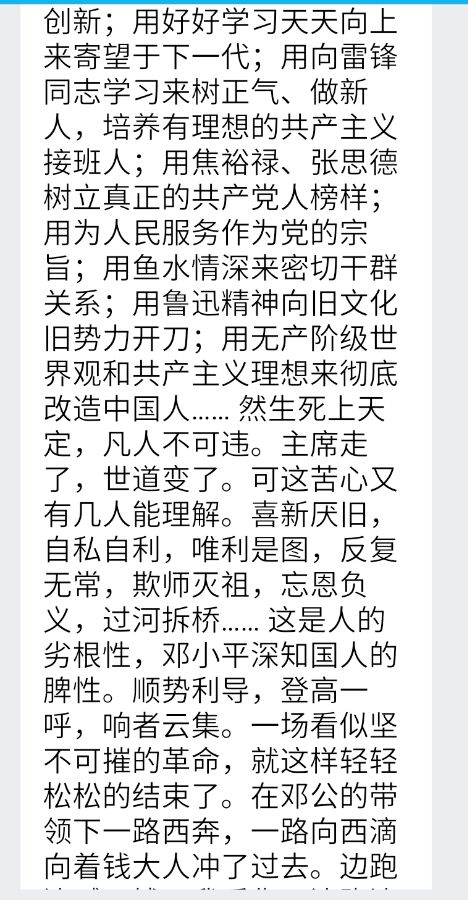 创新；用好好学习天天向上
来寄望于下一代；用向雷锋
同志学习来树正气、做新
人，培养有理想的共产主义
接班人；用焦裕禄、张思德
树立真正的共产党人榜样；
用为人民服务作为党的宗
旨；用鱼水情深来密切干群
关系；用鲁迅精神向旧文化
旧势力开刀；用无产阶级世
界观和共产主义理想来彻底
改造中国人…… 然生死上天
定，凡人不可违。主席走
了，世道变了。可这苦心又
有几人能理解。喜新厌旧，
自私自利，唯利是图，反复
无常，欺师灭祖，忘恩负
义，过河拆桥…… 这是人的
劣根性，邓小平深知国人的
脾性。顺势利导，登高一
呼，响者云集。一场看似坚
不可摧的革命，就这样轻轻
松松的结束了。在邓公的带
领下一路西奔，一路向西滴
向着钱大人冲了过去。边跑